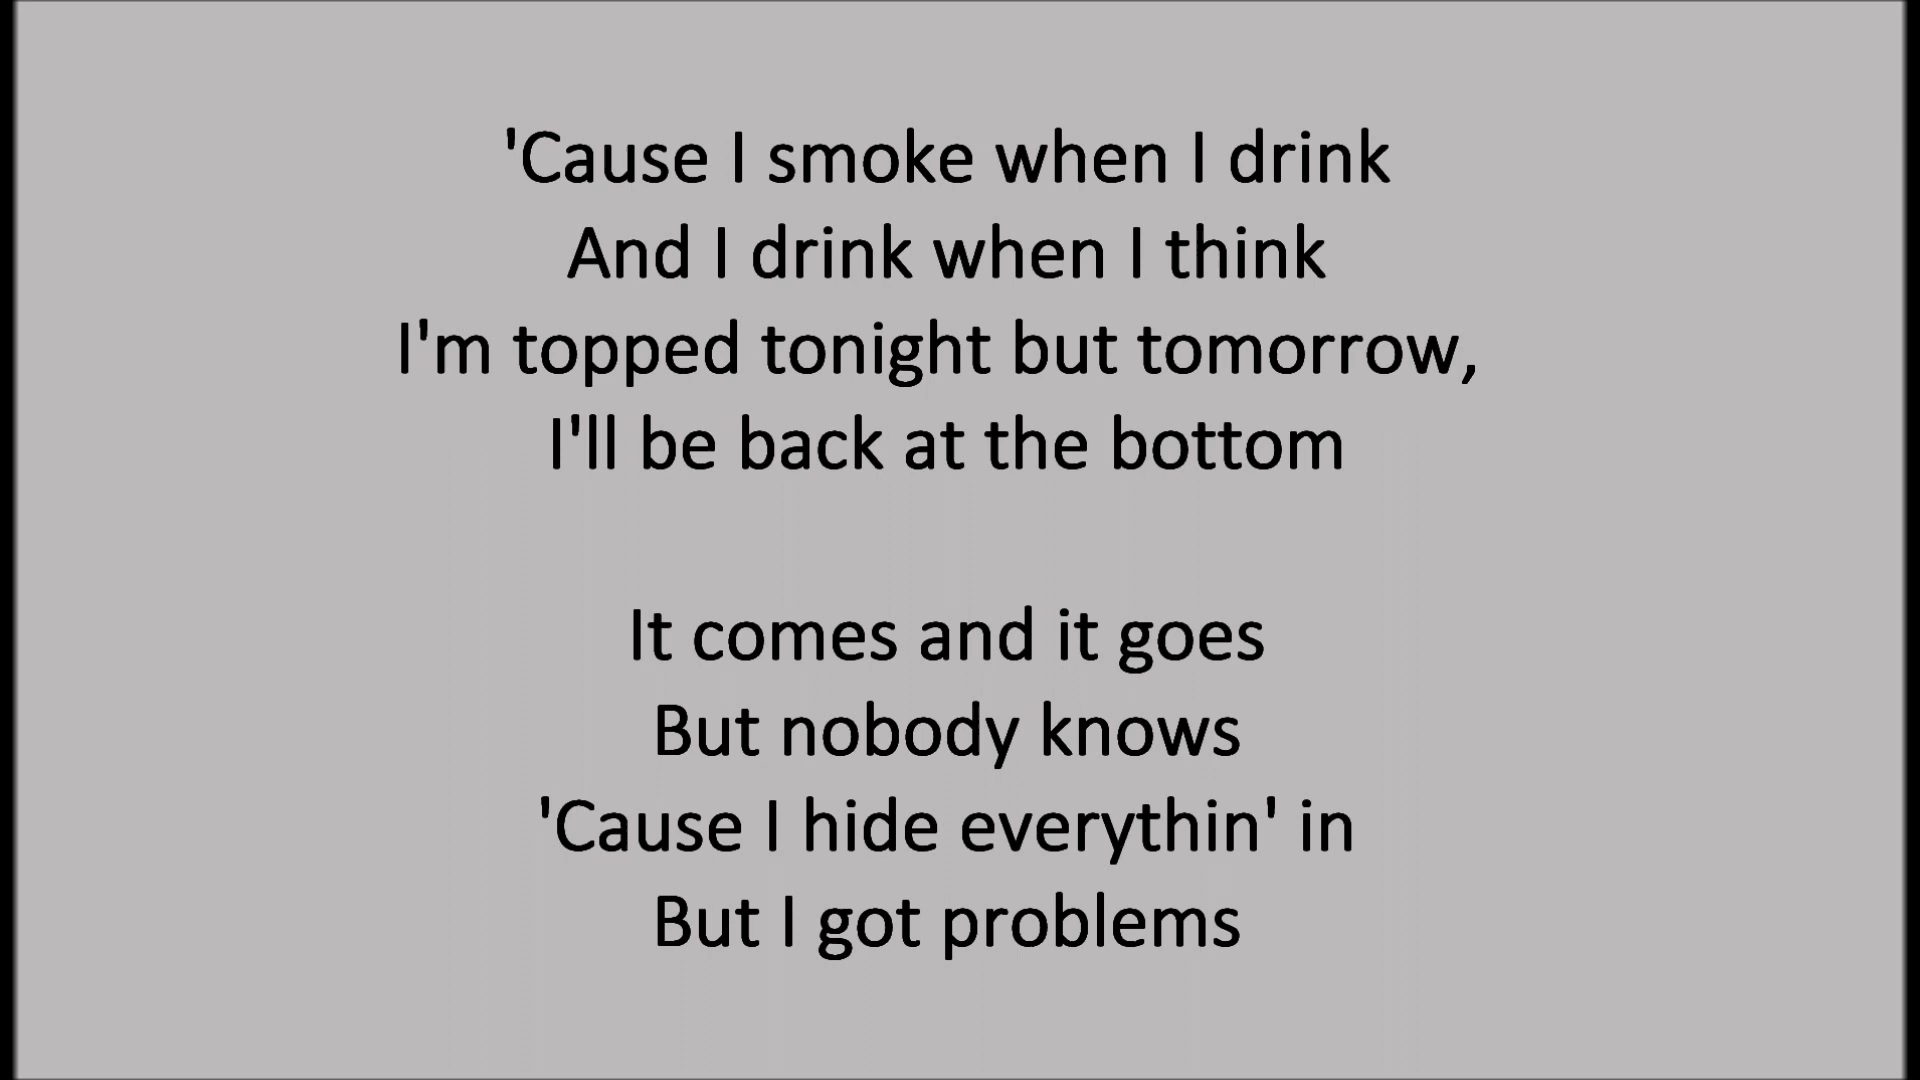 'Cause I smoke when I drink
And I drink when I think
I'm topped tonight but tomorrow,
I'll be back at the bottom
It comes and it goes
But nobody knows
'Cause I hide everythin' in
But I got problems